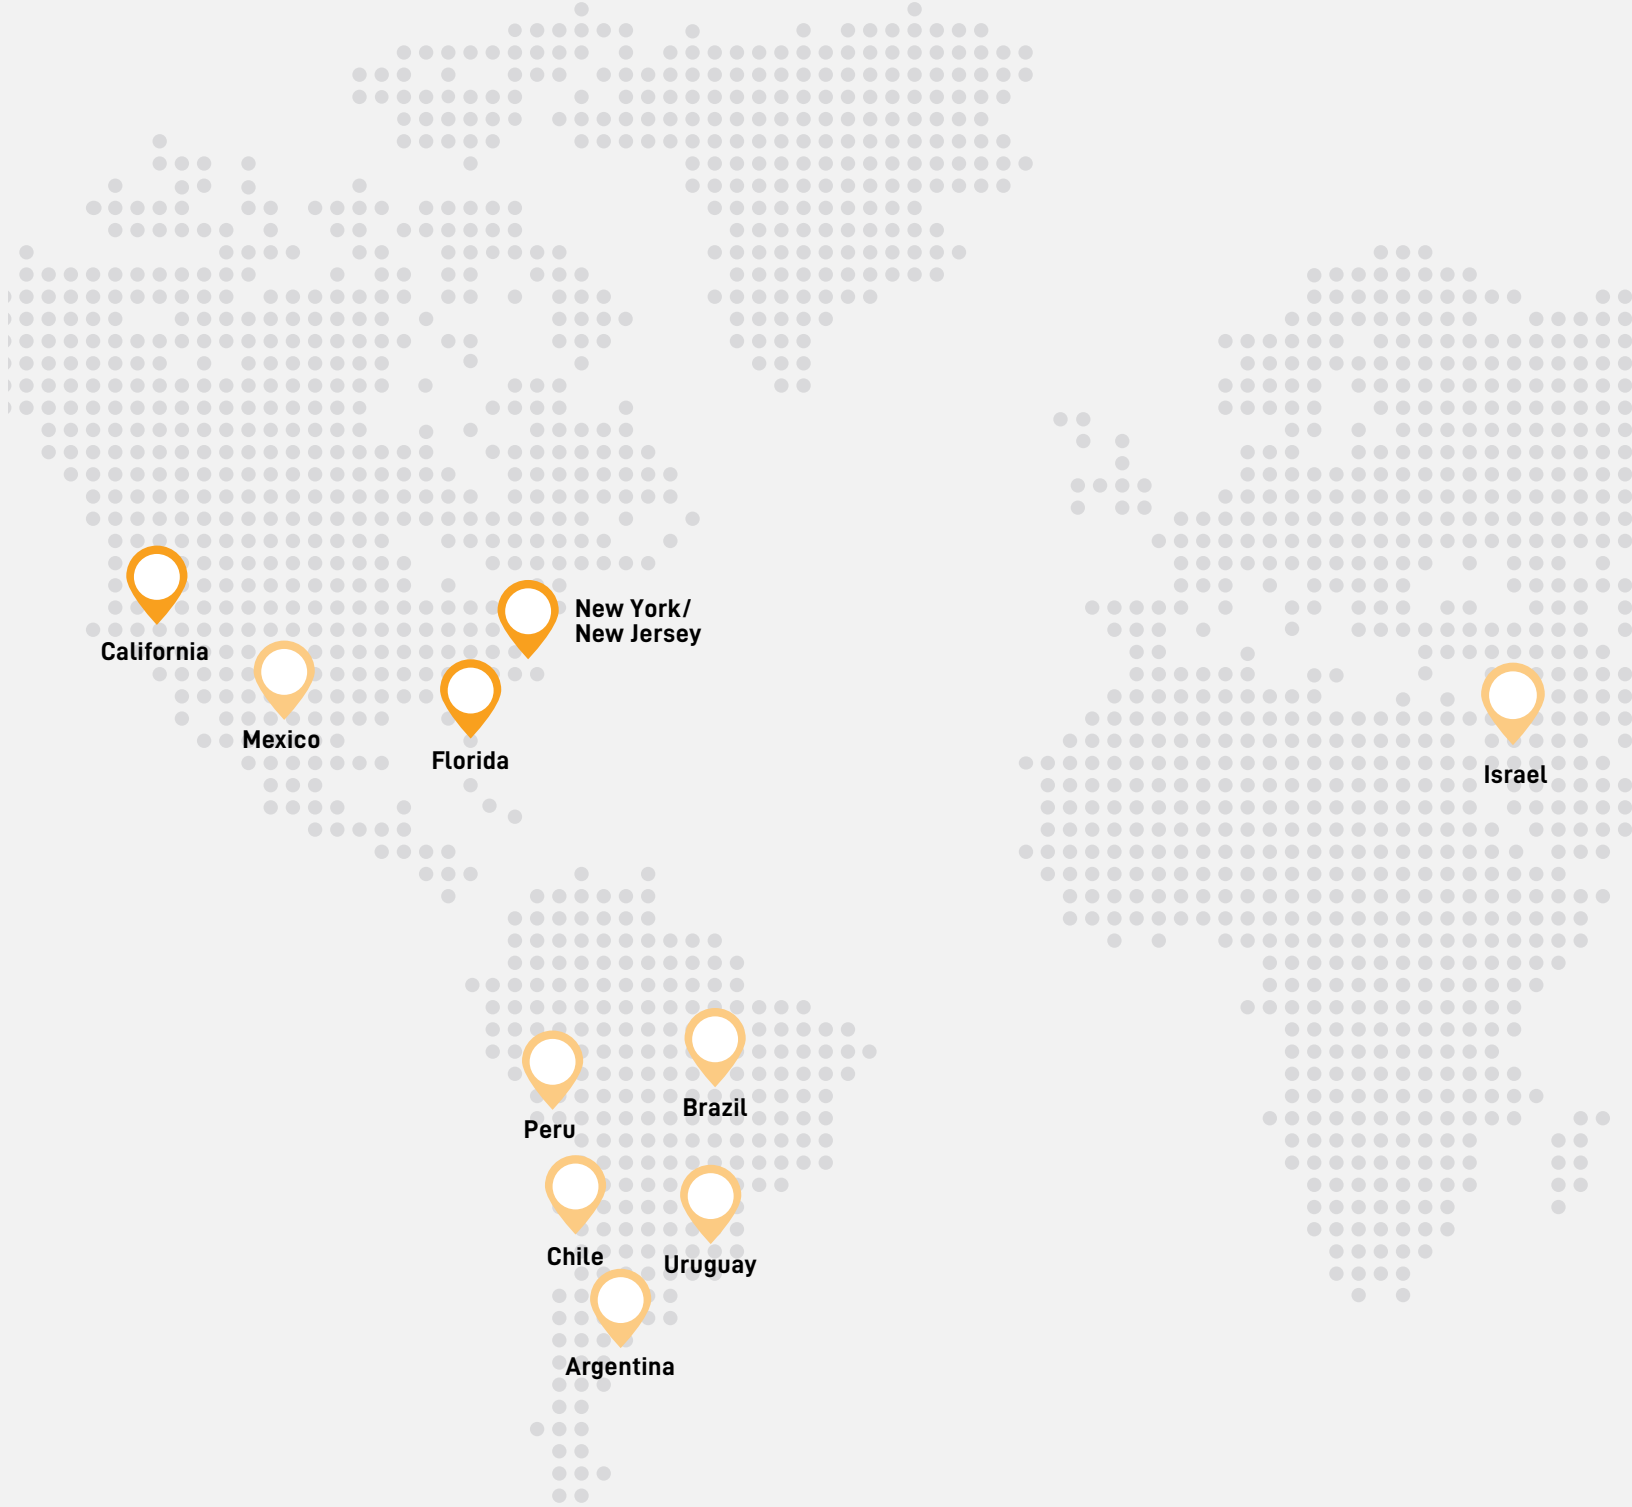 New York/
New Jersey
California
Mexico
Florida
Israel
Brazil
Peru
Chile
Uruguay
Argentina